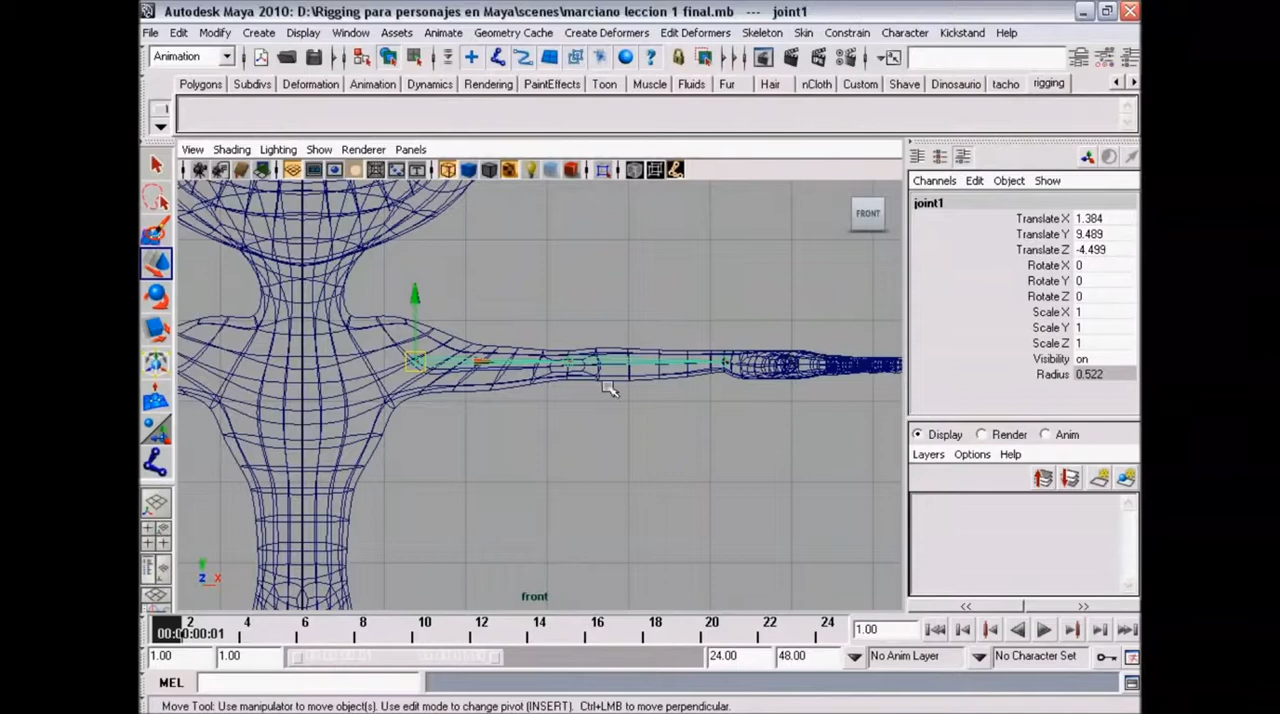 Autodesk Maya 2010: D:\Rigging para personajes en Maya\scenes\marciano leccion 1 final.mb --- joint1
File Edit Modify Create Display Window Assets Animate Geometry Cache Create Deformers Edit Deformers Skeleton Skin Constrain Character Kickstand Help
Animation
Polygons Subdivs Deformation Animation Dynamics Rendering PaintEffects Toon Muscle Fluids Fur Hair nCloth Custom Shave Dinosaurio tacho rigging
View Shading Lighting Show Renderer Panels
Channels Edit Object Show
joint1
Translate X 1.384
Translate Y 9.489
Translate Z -4.499
Rotate X 0
Rotate Y 0
Rotate Z 0
Scale X 1
Scale Y 1
Scale Z 1
Visibility on
Radius 0.522
FRONT
Display Render Anim
Layers Options Help
y
z x
front
2 4 6 8 10 12 14 16 18 20 22 24
00:00:00:01
1.00
1.00 1.00 24.00 48.00 No Anim Layer No Character Set
MEL
Move Tool: Use manipulator to move object(s). Use edit mode to change pivot (INSERT). Ctrl+LMB to move perpendicular.